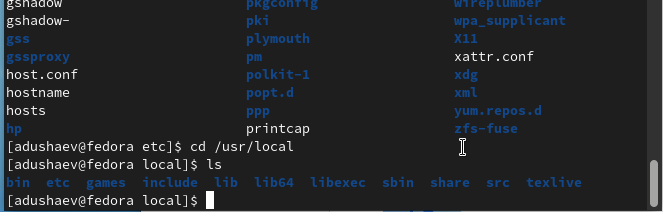 gshadow pkgconfig wireplumber
gshadow- pki wpa_supplicant
gss plymouth X11
gssproxy pm xattr.conf
host.conf polkit-1 xdg
hostname popt.d xml
hosts ppp yum.repos.d
hp printcap zfs-fuse
[adushaev@fedora etc]$ cd /usr/local
[adushaev@fedora local]$ ls
bin etc games include lib lib64 libexec sbin share src texlive
[adushaev@fedora local]$